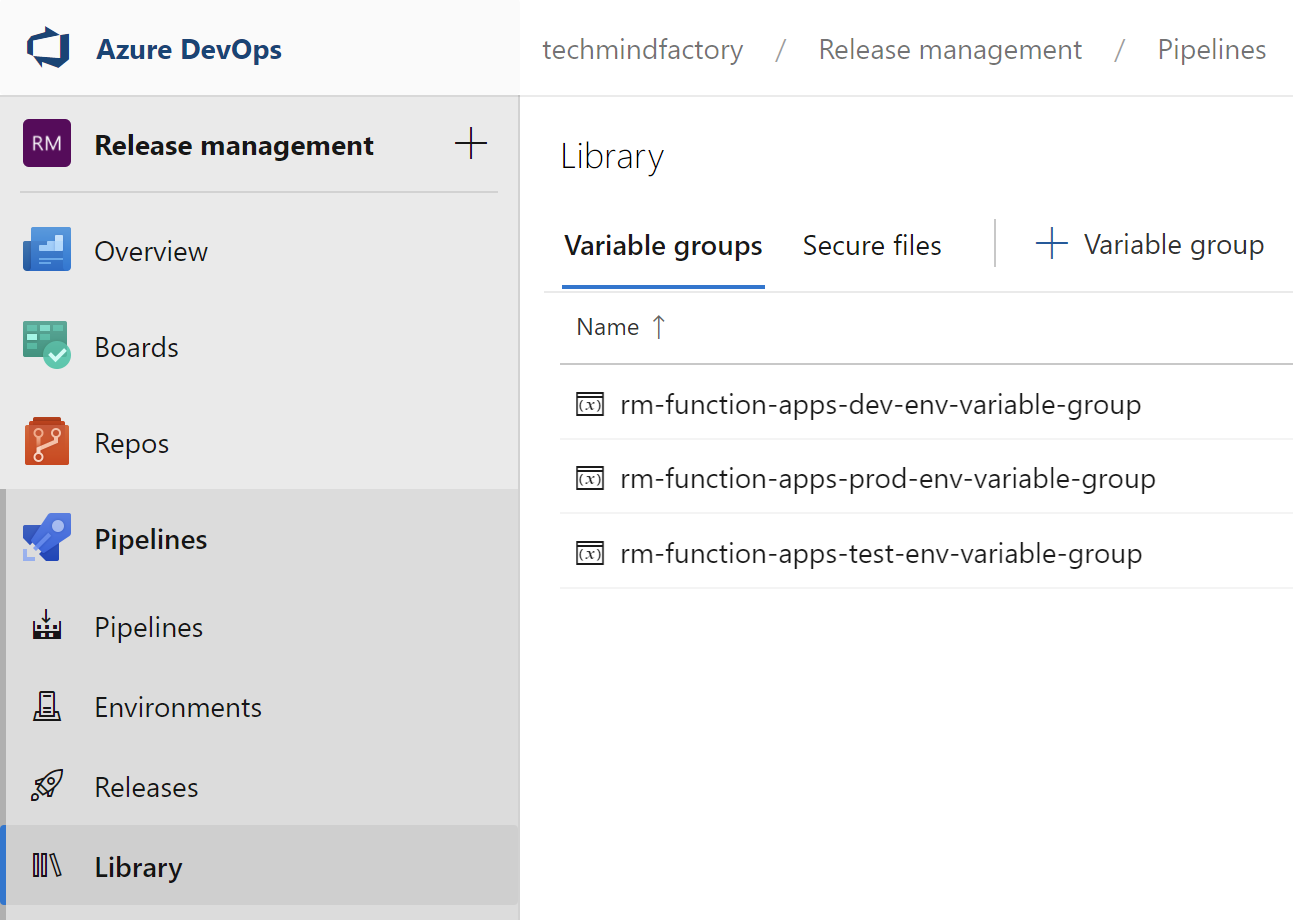 Azure DevOps
techmindfactory / Release management / Pipelines
RM Release management
Overview
Boards
Repos
Pipelines
Pipelines
Environments
Releases
Library
Library
Variable groups Secure files + Variable group
Name ↑
(x) rm-function-apps-dev-env-variable-group
(x) rm-function-apps-prod-env-variable-group
(x) rm-function-apps-test-env-variable-group